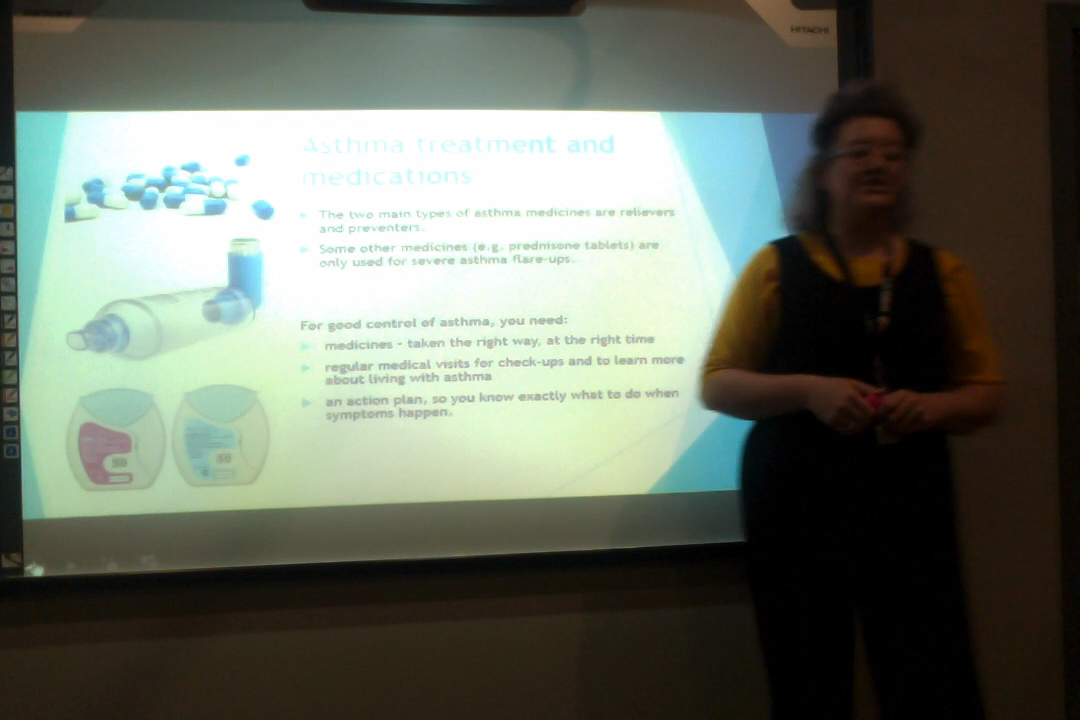 HITACHI
Asthma treatment and
medications
The two main types of asthma medicines are relievers
and preventers.
Some other medicines (e.g. prednisone tablets) are
only used for severe asthma flare-ups.
For good control of asthma, you need:
medicines - taken the right way, at the right time
regular medical visits for check-ups and to learn more
about living with asthma
an action plan, so you know exactly what to do when
symptoms happen.
50
50